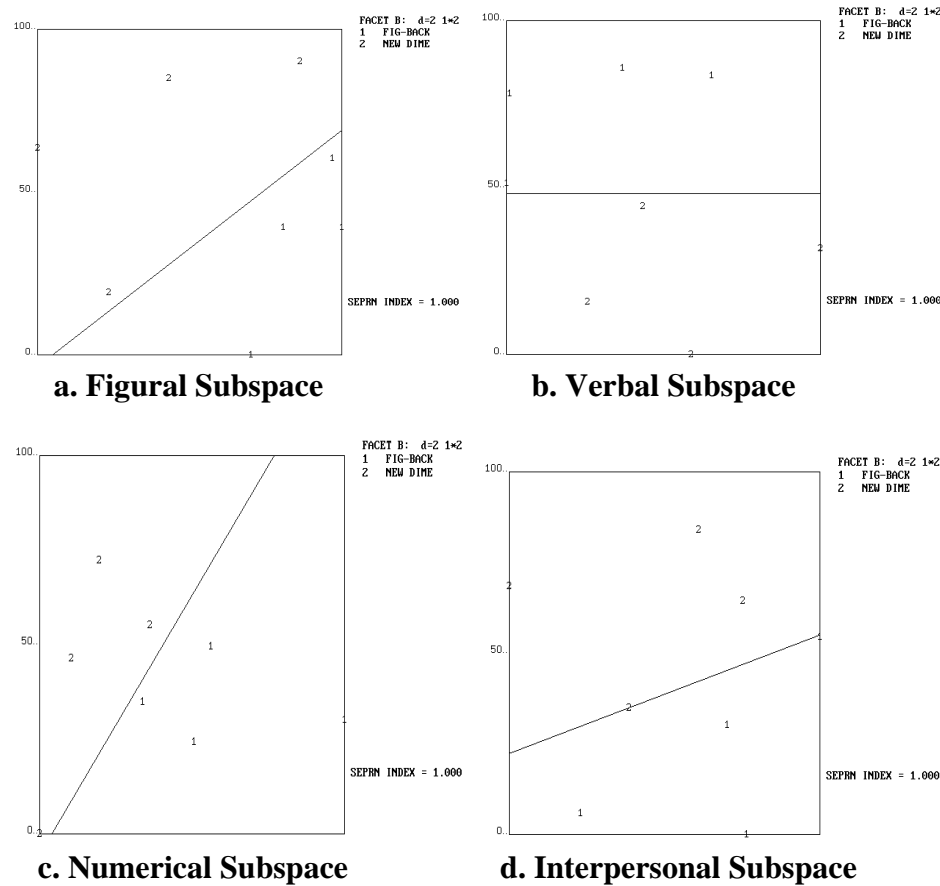 100..
FACET B: d=2 1*2
1 FIG-BACK
2 NEW DIME
2
2
2
1
50..
1
1
2
SEPRN INDEX = 1.000
0..
1
a. Figural Subspace
100..
FACET B: d=2 1*2
1 FIG-BACK
2 NEW DIME
1
1
1
50..
1
2
2
2
SEPRN INDEX = 1.000
0..
2
b. Verbal Subspace
100..
FACET B: d=2 1*2
1 FIG-BACK
2 NEW DIME
2
2
50..
1
2
1
1
1
SEPRN INDEX = 1.000
0..
2
c. Numerical Subspace
100..
FACET B: d=2 1*2
1 FIG-BACK
2 NEW DIME
2
2
2
50..
1
2
1
SEPRN INDEX = 1.000
1
0..
1
d. Interpersonal Subspace